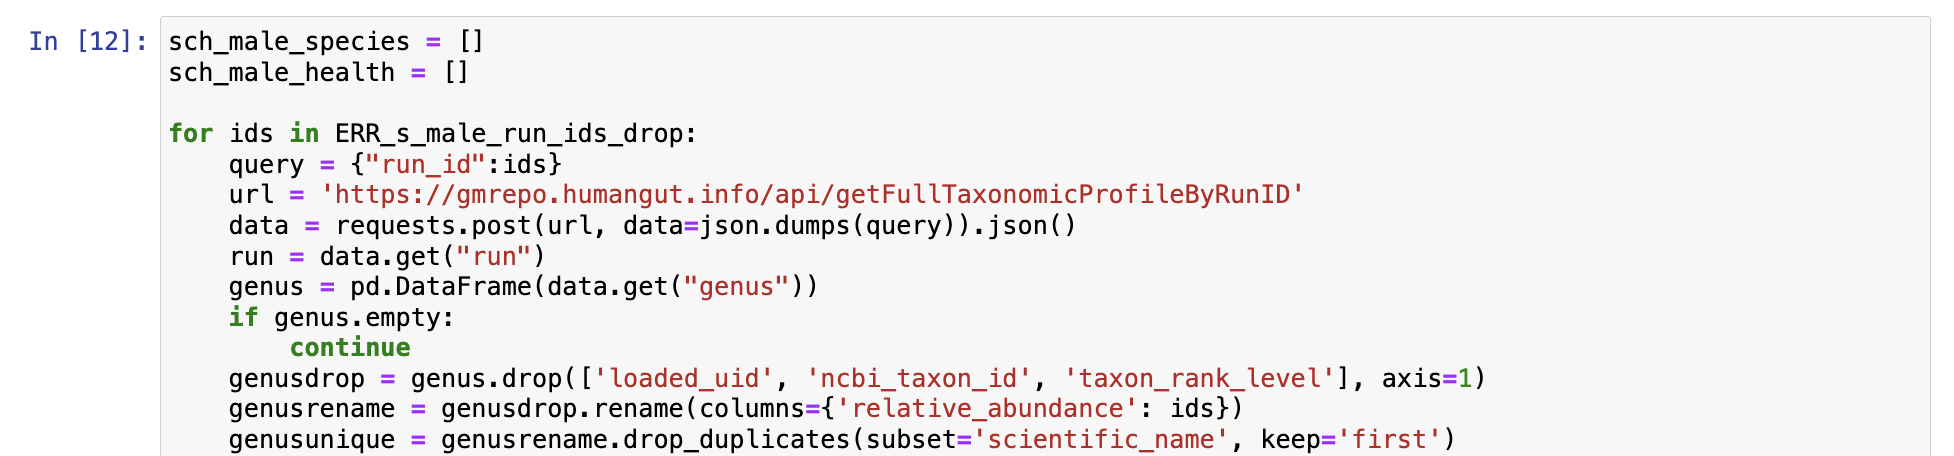 In [12]: sch_male_species = []
sch_male_health = []

for ids in ERR_s_male_run_ids_drop:
    query = {"run_id":ids}
    url = 'https://gmrepo.humangut.info/api/getFullTaxonomicProfileByRunID'
    data = requests.post(url, data=json.dumps(query)).json()
    run = data.get("run")
    genus = pd.DataFrame(data.get("genus"))
    if genus.empty:
        continue
    genusdrop = genus.drop(['loaded_uid', 'ncbi_taxon_id', 'taxon_rank_level'], axis=1)
    genusrename = genusdrop.rename(columns={'relative_abundance': ids})
    genusunique = genusrename.drop_duplicates(subset='scientific_name', keep='first')